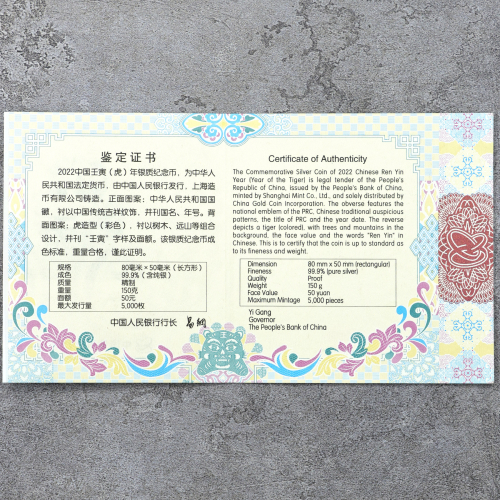 鉴定证书
2022中国壬寅（虎）年银质纪念币，为中华人
民共和国法定货币，由中国人民银行发行，上海造
币有限公司铸造。正面图案：中华人民共和国国
徽，衬以中国传统吉祥纹饰，并刊国名、年号。背
面图案：虎造型（彩色），衬以树木、远山等组合
设计，并刊“壬寅”字样及面额。该银质纪念币成
色标准，重量合格，谨此证明。
规格 80毫米×50毫米（长方形）
成色 99.9%（含纯银）
质量 精制
重量 150克
面额 50元
最大发行量 5,000枚
中国人民银行行长 易纲
Certificate of Authenticity
The Commemorative Silver Coin of 2022 Chinese Ren Yin
Year (Year of the Tiger) is legal tender of the People's
Republic of China, issued by the People's Bank of China,
minted by Shanghai Mint Co., Ltd., and solely distributed by
China Gold Coin Incorporation. The obverse features the
national emblem of the PRC, Chinese traditional auspicious
patterns, the title of PRC and the year date. The reverse
depicts a tiger (colored), with trees and mountains in the
background, the face value and the words "Ren Yin" in
Chinese. This is to certify that the coin is up to standard as
to its fineness and weight.
Dimension 80 mm × 50 mm (rectangular)
Fineness 99.9% (pure silver)
Quality Proof
Weight 150 g
Face Value 50 yuan
Maximum Mintage 5,000 pieces
Yi Gang
Governor
The People's Bank of China